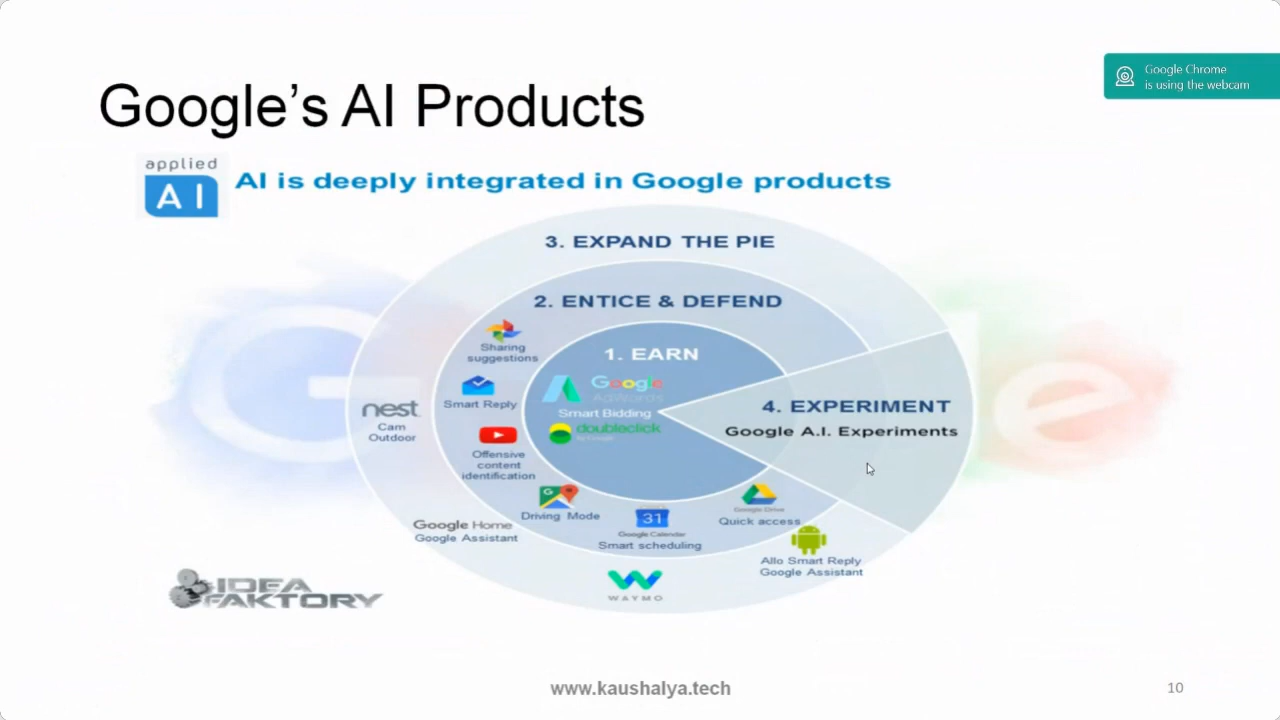 Google Chrome
is using the webcam
Google's AI Products
applied
AI
AI is deeply integrated in Google products
3. EXPAND THE PIE
2. ENTICE & DEFEND
1. EARN
Google
AdWords
Smart Bidding
doubleclick
by Google
Sharing
suggestions
Smart Reply
nest
Cam
Outdoor
Offensive
content
identification
4. EXPERIMENT
Google A.I. Experiments
Driving Mode
31
Google Calendar
Smart scheduling
Google Drive
Quick access
Google Home
Google Assistant
Allo Smart Reply
Google Assistant
WAYMO
IDEA
FAKTORY
www.kaushalya.tech
10